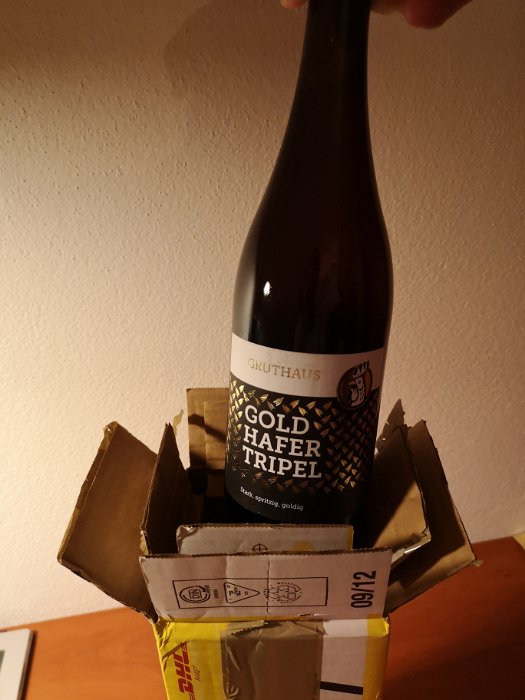 GRUTHAUS
GOLD
HAFER
TRIPEL
Stark, spritzig, goldig
09/12
DHL